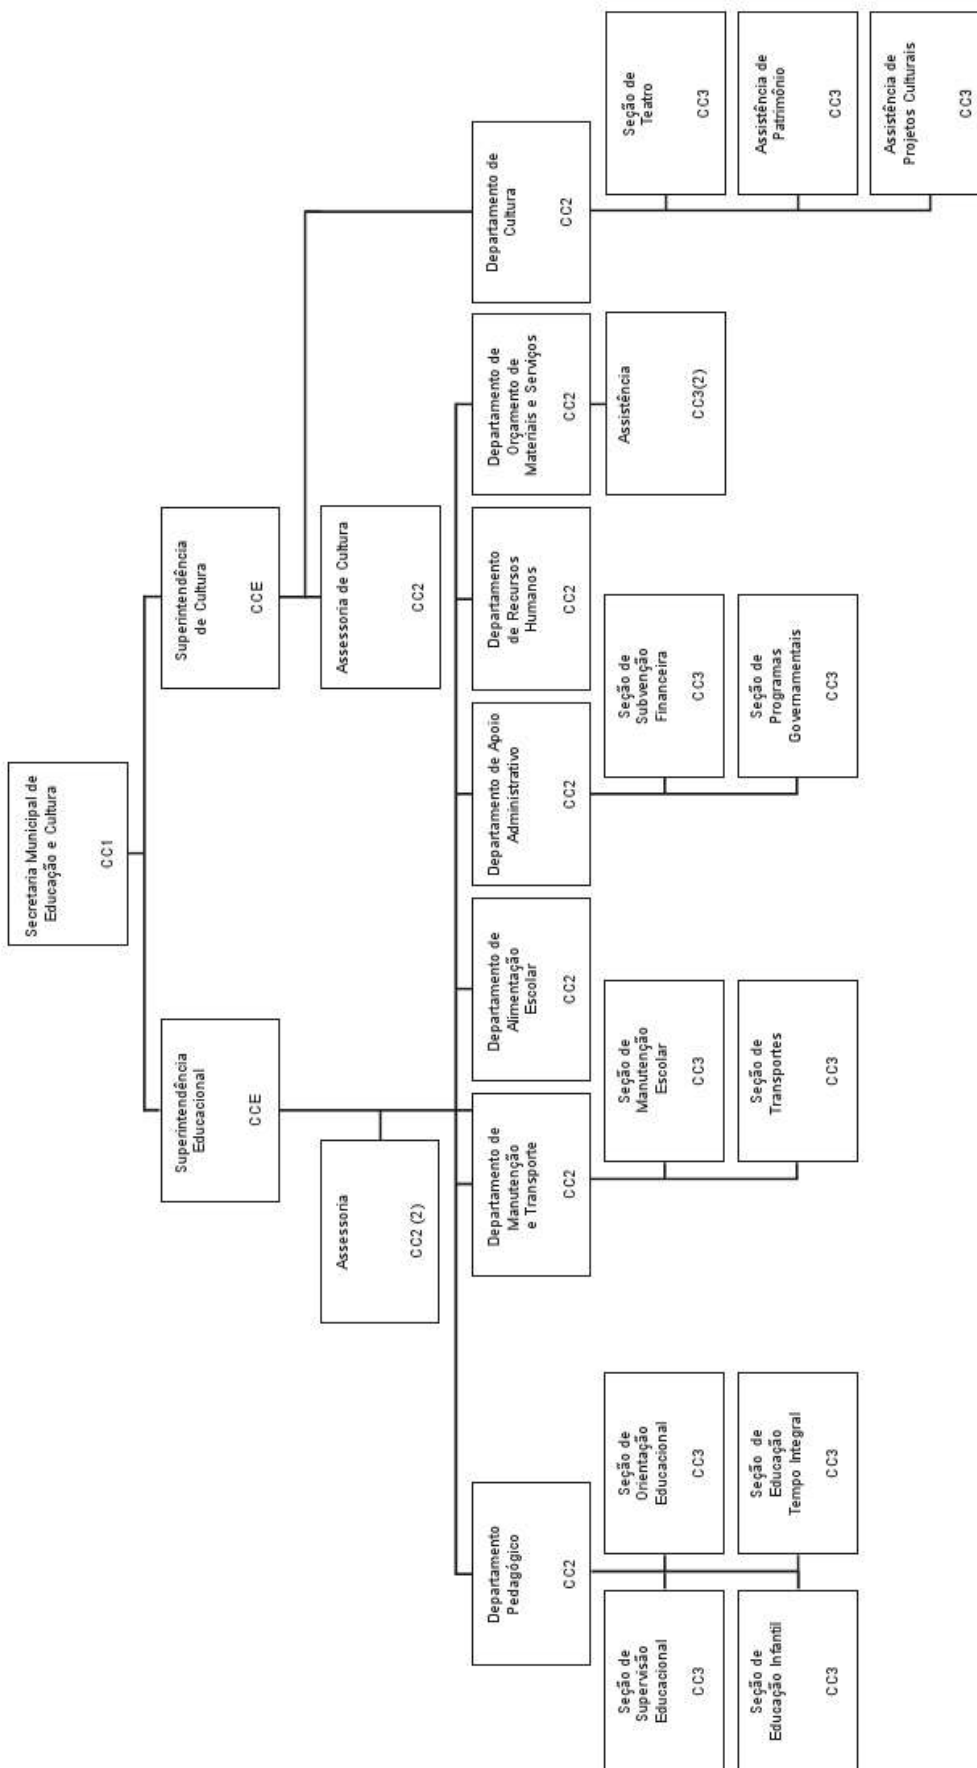 Secretaria Municipal de
Educação e Cultura
CC1
Superintendência
Educacional
CCE
Superintendência
de Cultura
CCE
Assessoria
CC2 (2)
Assessoria de Cultura
CC2
Departamento
Pedagógico
CC2
Departamento de
Manutenção
e Transporte
CC2
Departamento de
Alimentação
Escolar
CC2
Departamento de Apoio
Administrativo
CC2
Departamento
de Recursos
Humanos
CC2
Departamento de
Orçamento de
Materiais e Serviços
CC2
Departamento de
Cultura
CC2
Seção de
Supervisão
Educacional
CC3
Seção de
Orientação
Educacional
CC3
Seção de
Manutenção
Escolar
CC3
Seção de
Subvenção
Financeira
CC3
Assistência
CC3(2)
Seção de
Teatro
CC3
Seção de
Educação Infantil
CC3
Seção de
Educação
Tempo Integral
CC3
Seção de
Transportes
CC3
Seção de
Programas
Governamentais
CC3
Assistência de
Patrimônio
CC3
Assistência de
Projetos Culturais
CC3